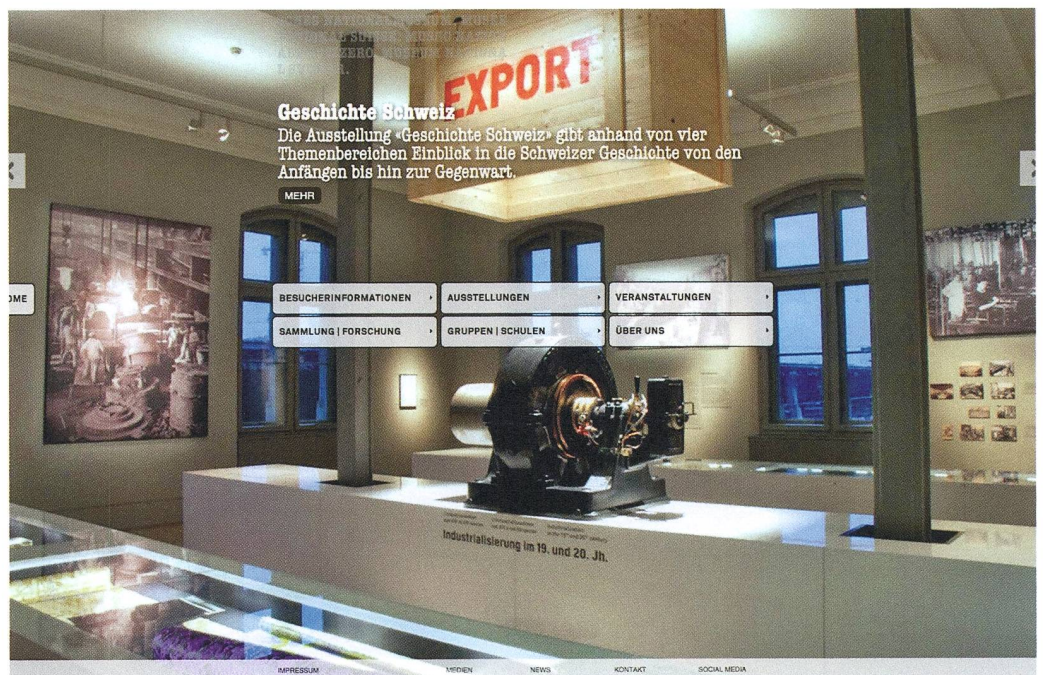 EXPORT
Geschichte Schweiz
Die Ausstellung «Geschichte Schweiz» gibt anhand von vier
Themenbereichen Einblick in die Schweizer Geschichte von den
Anfängen bis hin zur Gegenwart.
MEHR
OME
BESUCHERINFORMATIONEN
AUSSTELLUNGEN
VERANSTALTUNGEN
SAMMLUNG | FORSCHUNG
GRUPPEN | SCHULEN
ÜBER UNS
Industrialisierung im 19. und 20. Jh.
IMPRESSUM
MEDIEN
NEWS
KONTAKT
SOCIAL MEDIA